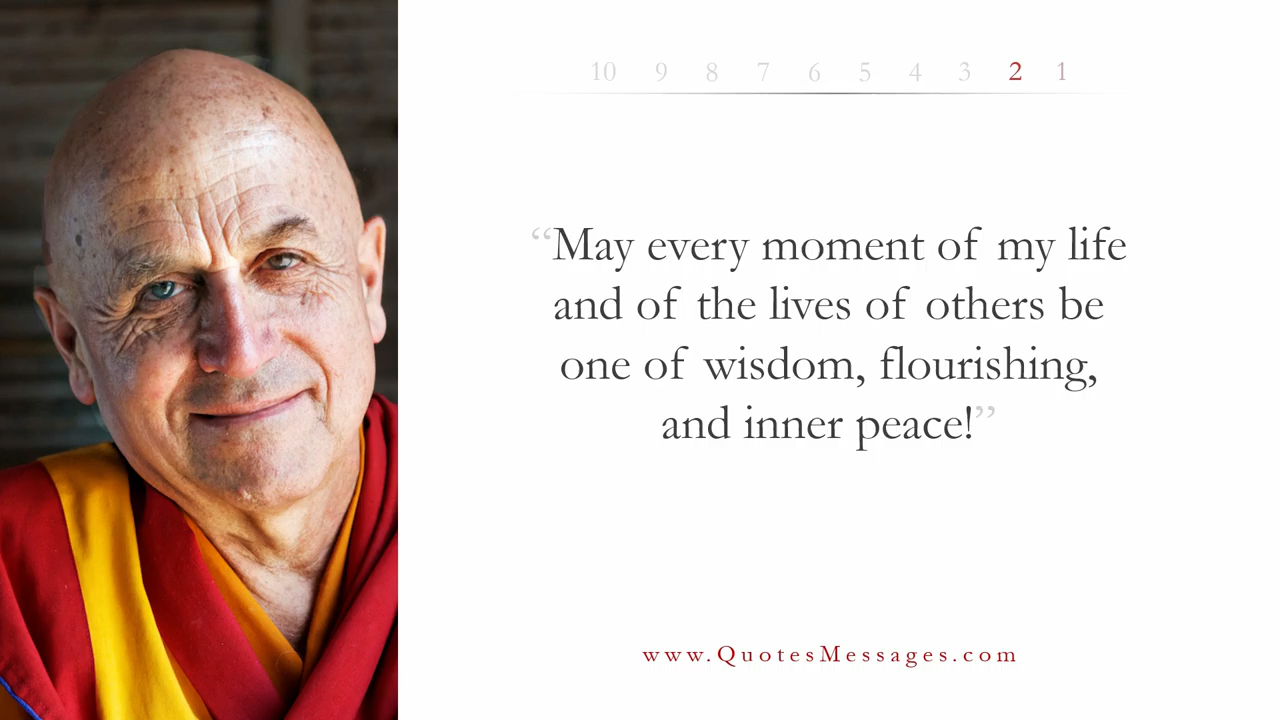 10 9 8 7 6 5 4 3 2 1
“May every moment of my life
and of the lives of others be
one of wisdom, flourishing,
and inner peace!”
www.QuotesMessages.com